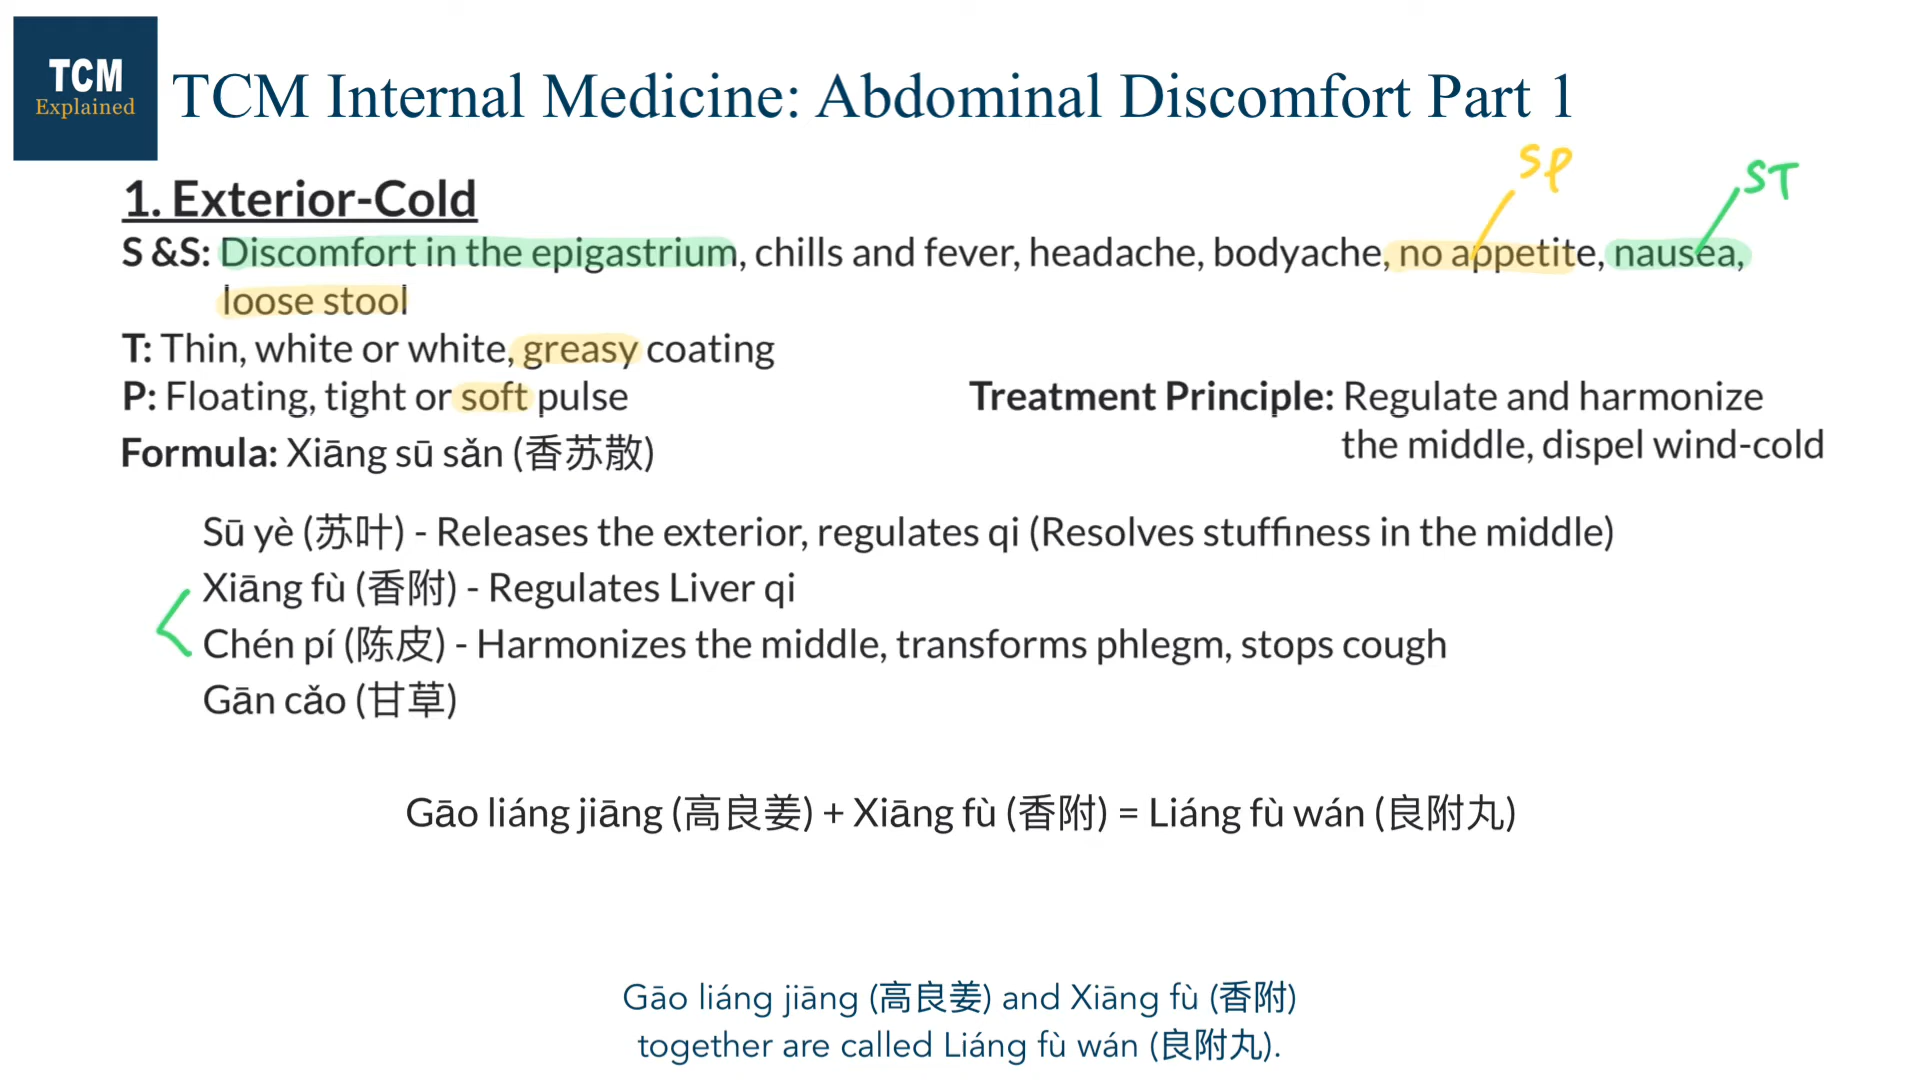 TCM
Explained
TCM Internal Medicine: Abdominal Discomfort Part 1
SP
ST
1. Exterior-Cold
S &S: Discomfort in the epigastrium, chills and fever, headache, bodyache, no appetite, nausea,
loose stool
T: Thin, white or white, greasy coating
P: Floating, tight or soft pulse
Treatment Principle: Regulate and harmonize
the middle, dispel wind-cold
Formula: Xiāng sū sǎn (香苏散)
Sū yè (苏叶) - Releases the exterior, regulates qi (Resolves stuffiness in the middle)
Xiāng fù (香附) - Regulates Liver qi
Chén pí (陈皮) - Harmonizes the middle, transforms phlegm, stops cough
Gān cǎo (甘草)
Gāo liáng jiāng (高良姜) + Xiāng fù (香附) = Liáng fù wán (良附丸)
Gāo liáng jiāng (高良姜) and Xiāng fù (香附)
together are called Liáng fù wán (良附丸).